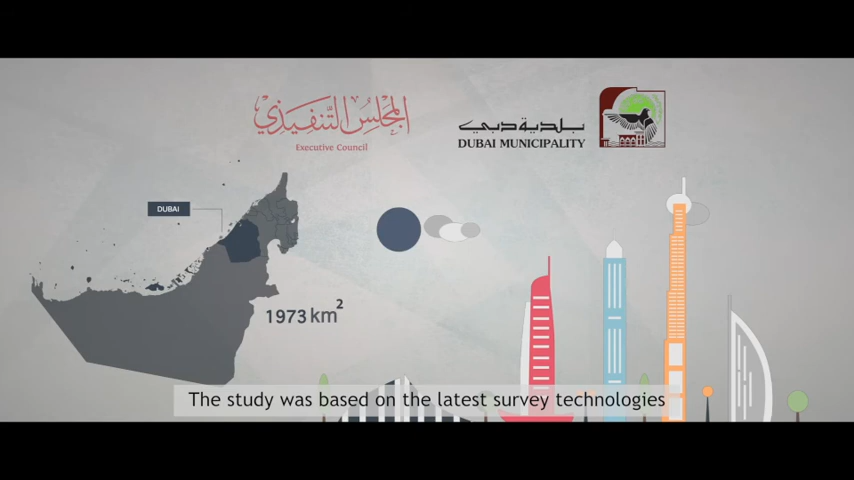 المجلس التنفيذي
Executive Council
بلدية دبي
DUBAI MUNICIPALITY
DUBAI
1973 km²
The study was based on the latest survey technologies